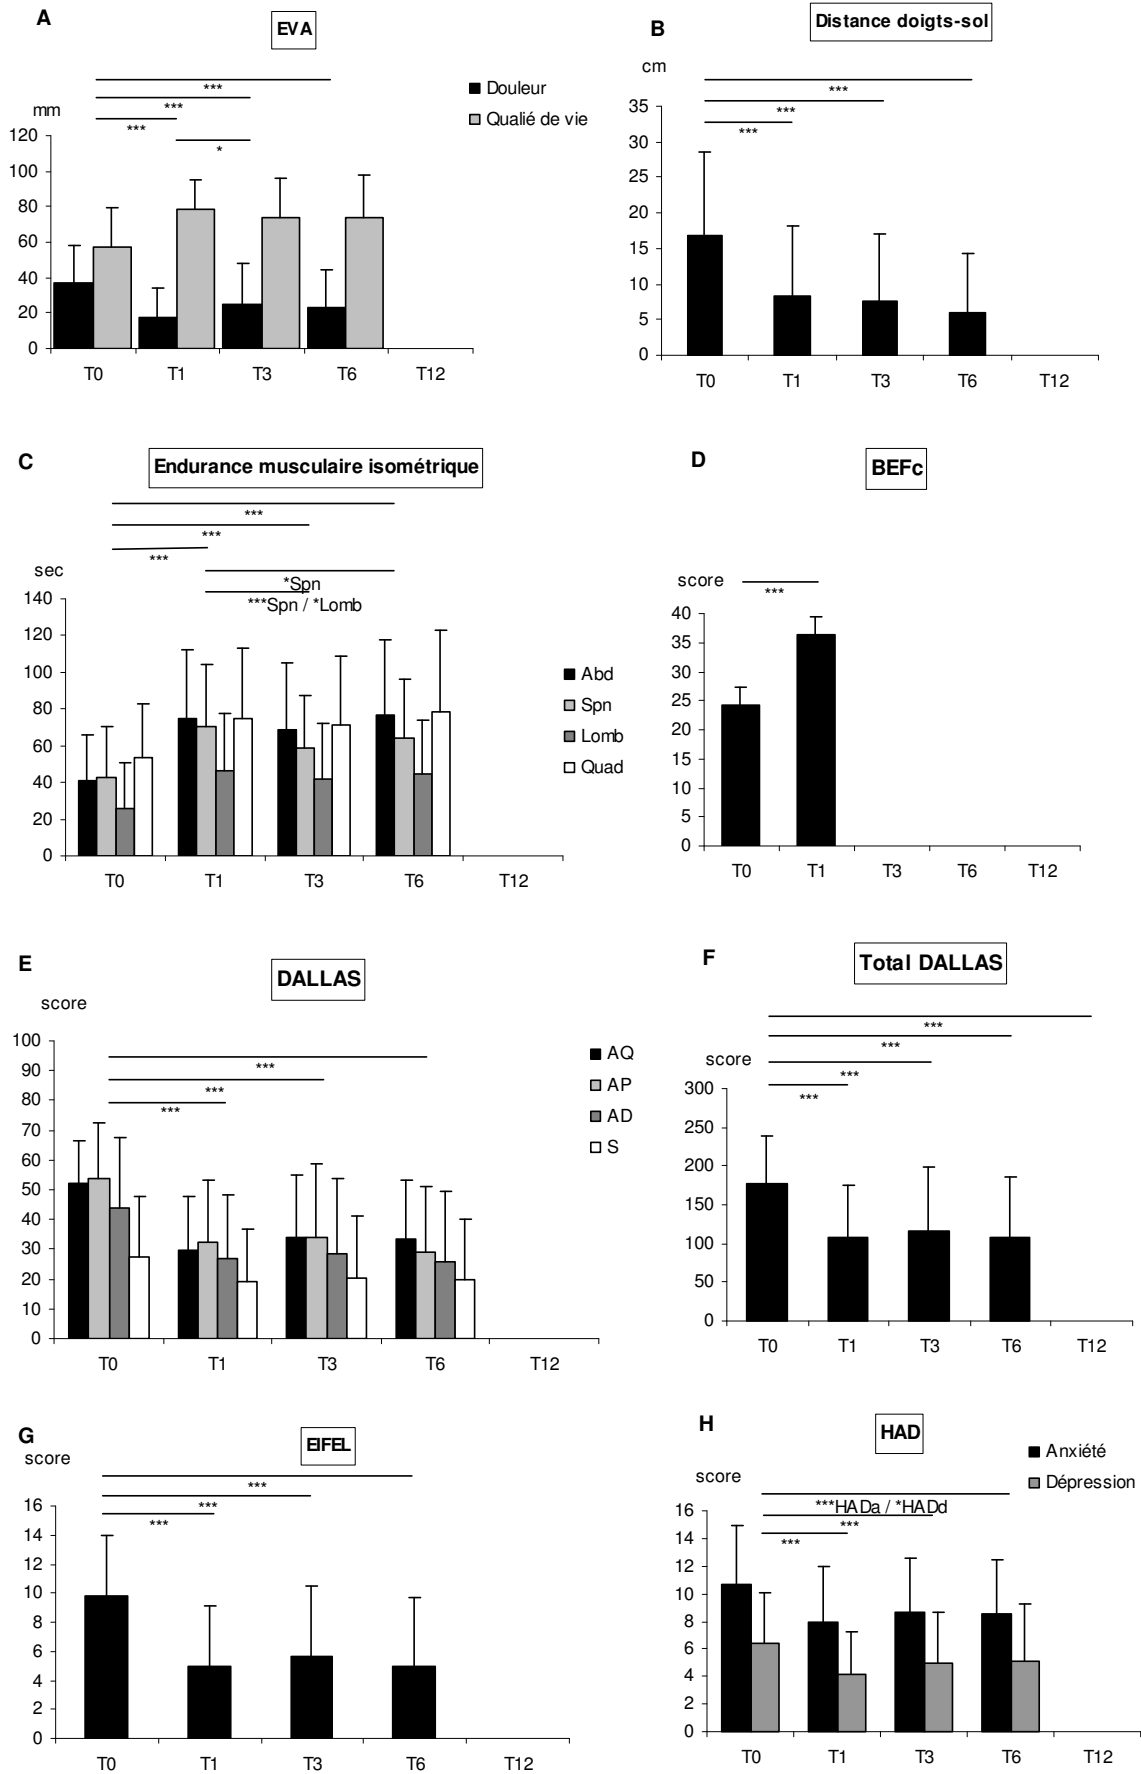 A
EVA
mm
***
***
***
*
Douleur
Qualié de vie
120
100
80
60
40
20
0
T0 T1 T3 T6 T12
B
Distance doigts-sol
cm
***
***
***
35
30
25
20
15
10
5
0
T0 T1 T3 T6 T12
C
Endurance musculaire isométrique
***
***
***
sec
*Spn
***Spn / *Lomb
140
120
100
80
60
40
20
0
Abd
Spn
Lomb
Quad
T0 T1 T3 T6 T12
D
BEFc
score
***
40
35
30
25
20
15
10
5
0
T0 T1 T3 T6 T12
E
DALLAS
score
***
***
***
100
90
80
70
60
50
40
30
20
10
0
AQ
AP
AD
S
T0 T1 T3 T6 T12
F
Total DALLAS
***
***
score
***
***
300
250
200
150
100
50
0
T0 T1 T3 T6 T12
G
EIFEL
score
***
***
***
16
14
12
10
8
6
4
2
0
T0 T1 T3 T6 T12
H
HAD
Anxiété
Dépression
score
***HADa / *HADd
***
***
16
14
12
10
8
6
4
2
0
T0 T1 T3 T6 T12